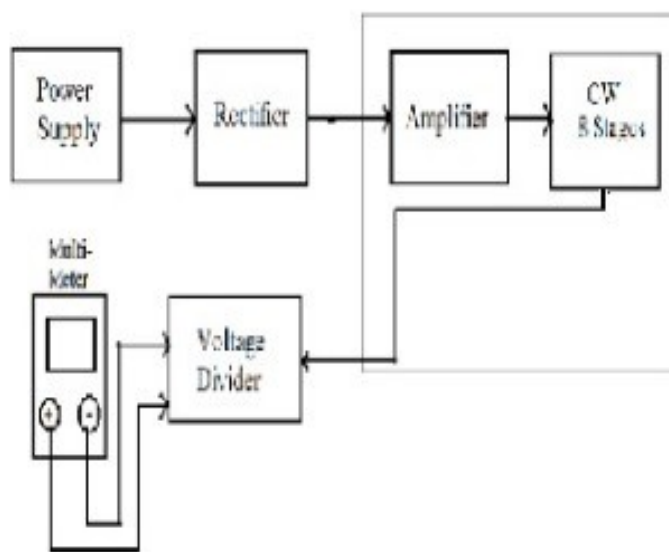 Power
Supply
Rectifier
Amplifier
CW
8 Stages
Multi-
Meter
Voltage
Divider
+
-